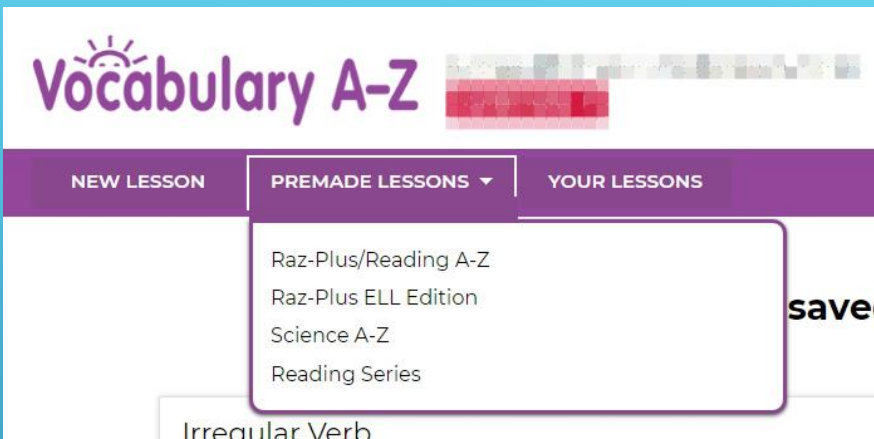 Vocabulary A-Z
NEW LESSON PREMADE LESSONS YOUR LESSONS
Raz-Plus/Reading A-Z
Raz-Plus ELL Edition
Science A-Z
Reading Series
Irregular Verb